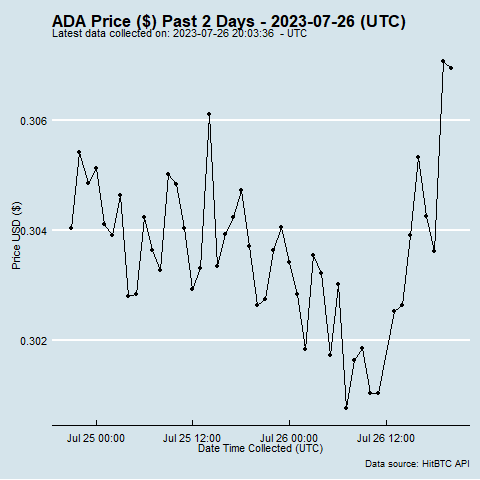 ADA Price ($) Past 2 Days - 2023-07-26 (UTC)
Latest data collected on: 2023-07-26 20:03:36  - UTC
0.306
0.304
0.302
Price USD ($)
Jul 25 00:00 Jul 25 12:00 Jul 26 00:00 Jul 26 12:00
Date Time Collected (UTC)
Data source: HitBTC API